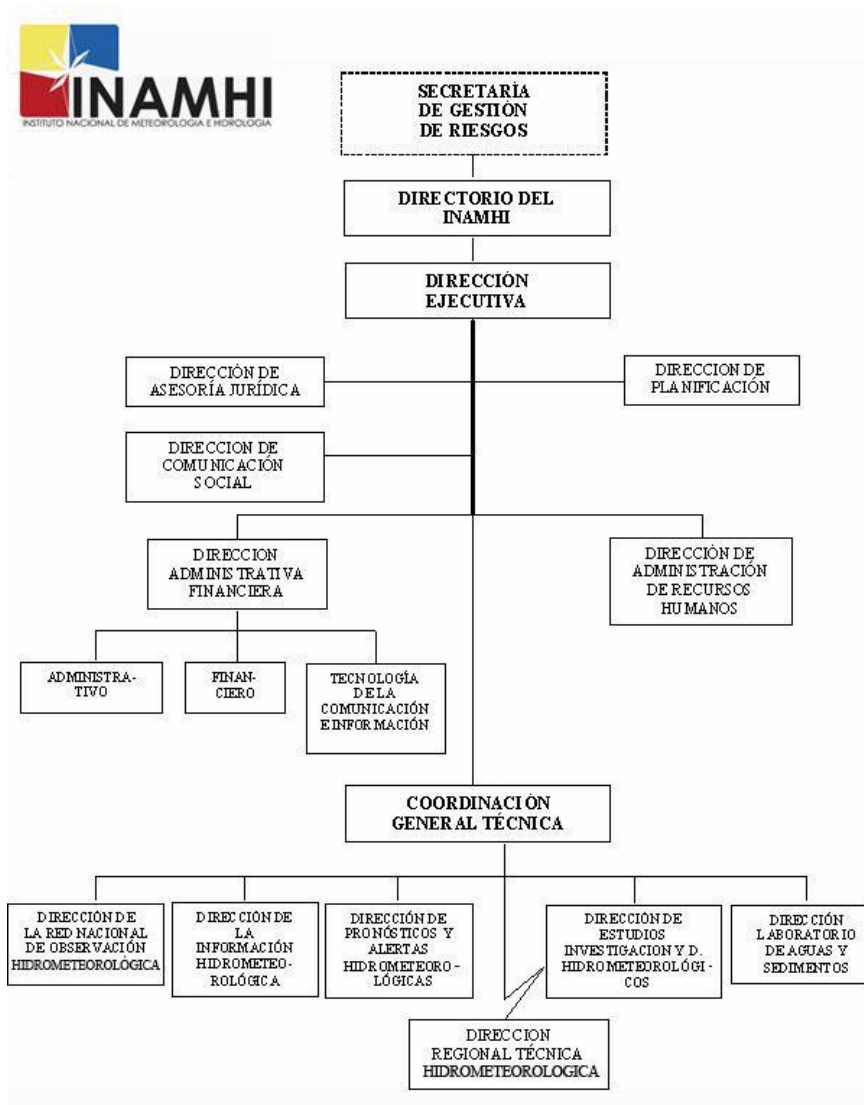 INAMHI
INSTITUTO NACIONAL DE METEOROLOGIA E HIDROLOGIA
SECRETARÍA
DE GESTIÓN
DE RIESGOS
DIRECTORIO DEL
INAMHI
DIRECCIÓN
EJECUTIVA
DIRECCIÓN DE
ASESORÍA JURÍDICA
DIRECCION DE
PLANIFICACIÓN
DIRECCION DE
COMUNICACIÓN
SOCIAL
DIRECCION
ADMINISTRATIVA
FINANCIERA
DIRECCIÓN DE
ADMINISTRACIÓN
DE RECURSOS
HUMANOS
ADMINISTRA-
TIVO
FINAN-
CIERO
TECNOLOGÍA
DE LA
COMUNICACIÓN
E INFORMACIÓN
COORDINACIÓN
GENERAL TÉCNICA
DIRECCIÓN DE
LA RED NACIONAL
DE OBSERVACIÓN
HIDROMETEOROLÓGICA
DIRECCIÓN DE
LA
INFORMACIÓN
HIDROMETEO-
ROLÓGICA
DIRECCIÓN DE
PRONÓSTICOS Y
ALERTAS
HIDROMETEORO-
LÓGICAS
DIRECCIÓN DE
ESTUDIOS
INVESTIGACION Y D.
HIDROMETEOROLÓGI-
COS
DIRECCIÓN
LABORATORIO
DE AGUAS Y
SEDIMENTOS
DIRECCION
REGIONAL TÉCNICA
HIDROMETEOROLOGICA